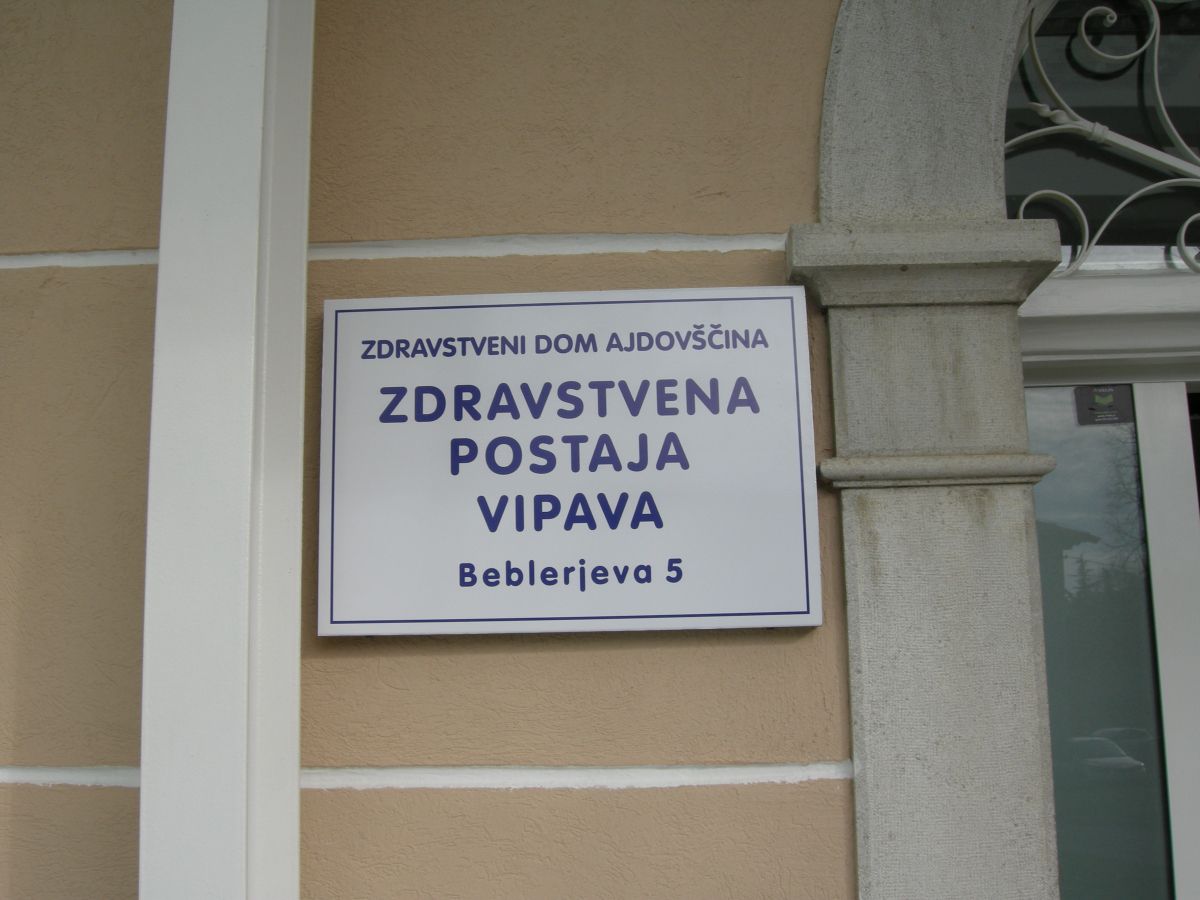 ZDRAVSTVENI DOM AJDOVŠČINA
ZDRAVSTVENA
POSTAJA
VIPAVA
Beblerjeva 5